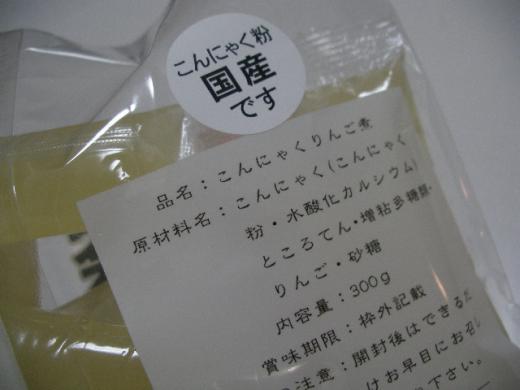 こんにゃく粉
国産
です
品名：こんにゃくりんご煮
原材料名：こんにゃく(こんにゃく
粉・水酸化カルシウム)
ところてん・増粘多糖類・
りんご・砂糖
内容量：300g
賞味期限：枠外記載
注意：開封後はできるだ
けお早目にお召し
下さい。